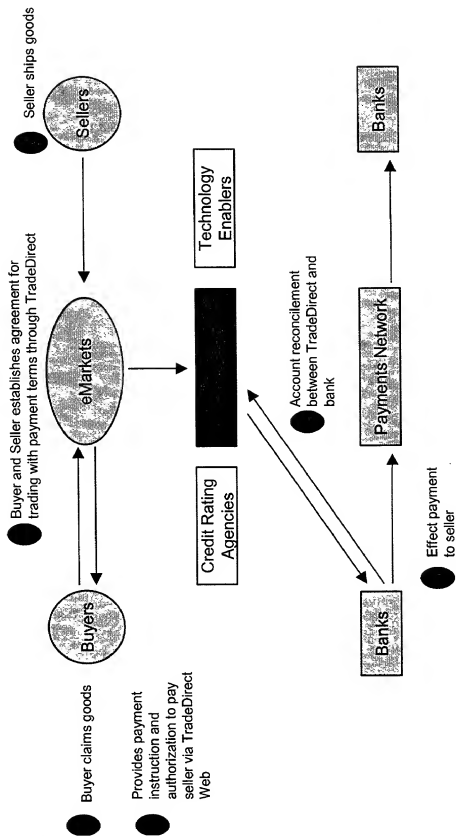 Buyer and Seller establishes agreement for
trading with payment terms through TradeDirect
Seller ships goods
Buyer claims goods
Buyers
eMarkets
Sellers
Provides payment
instruction and
authorization to pay
seller via TradeDirect
Web
Credit Rating
Agencies
Technology
Enablers
Account reconcilement
between TradeDirect and
bank
Banks
Payments Network
Banks
Effect payment
to seller